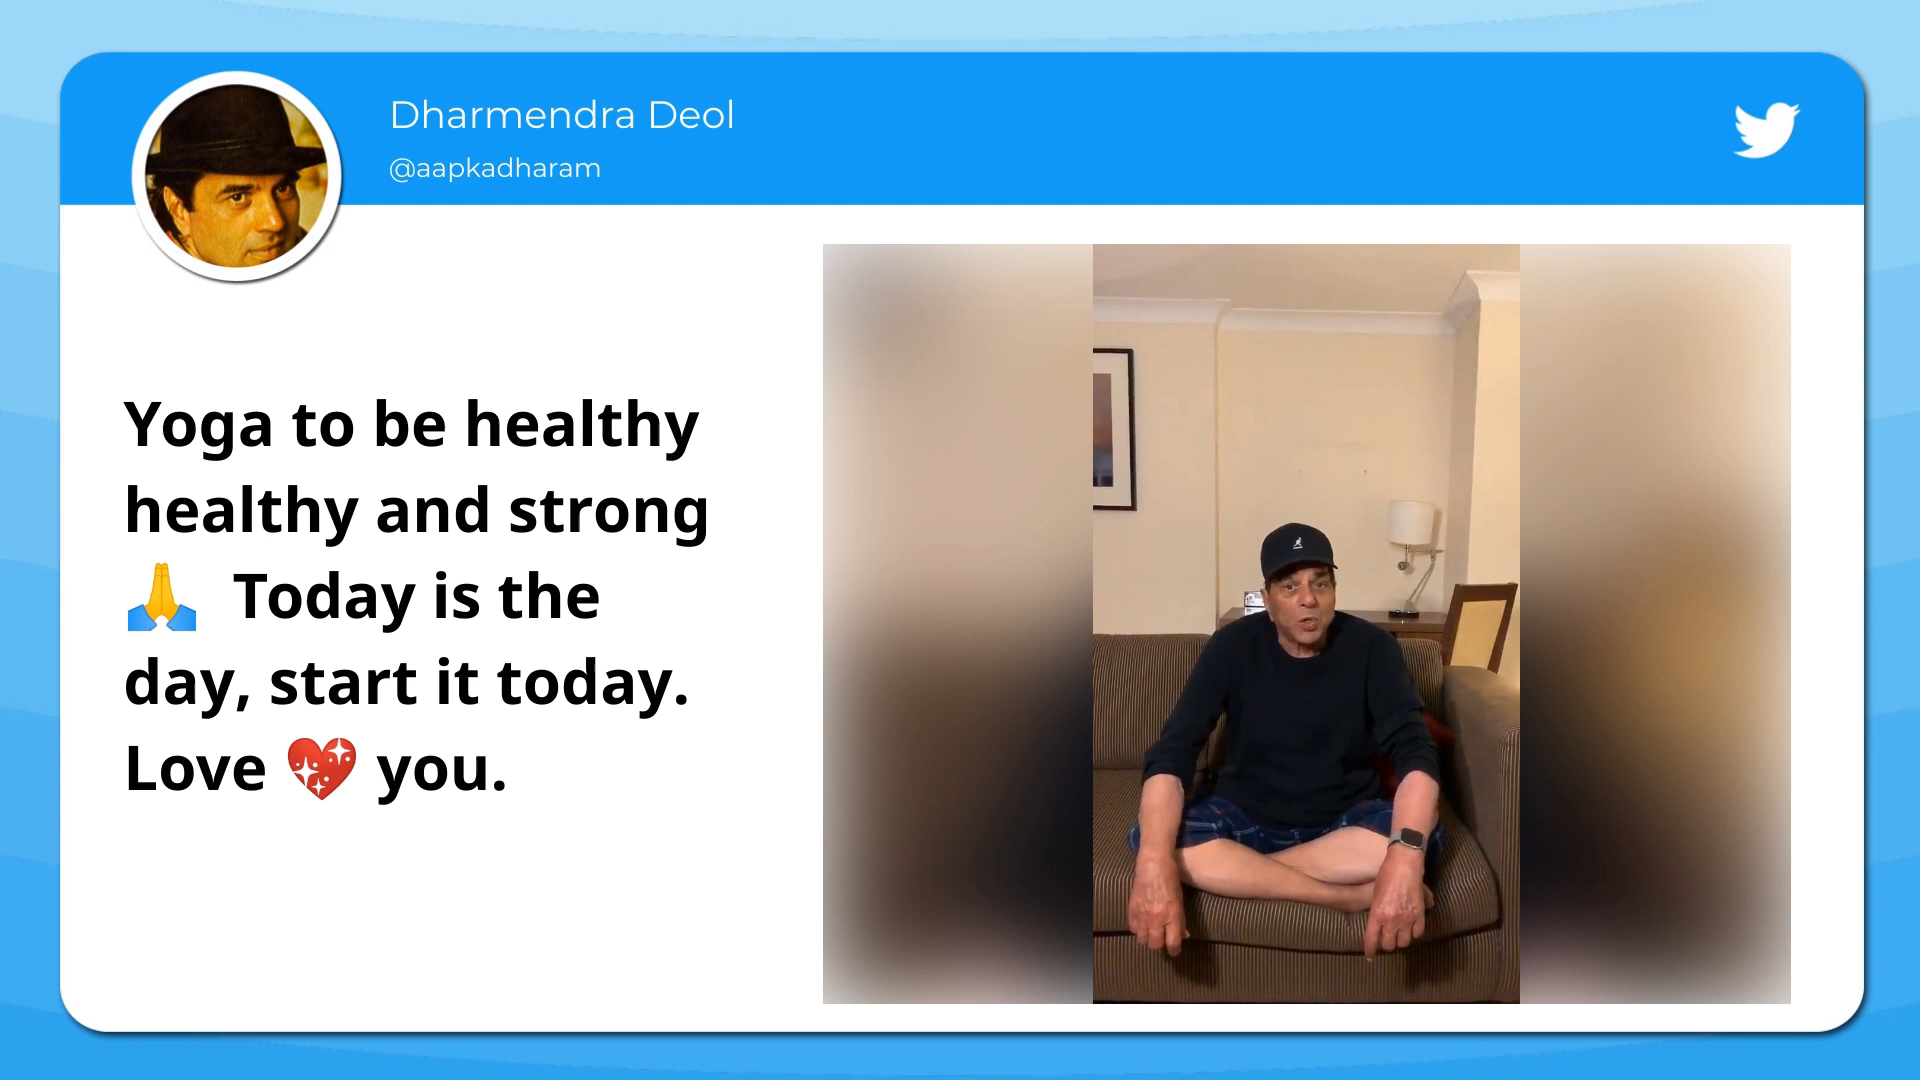 Dharmendra Deol
@aapkadharam
Yoga to be healthy
healthy and strong
🙏 Today is the
day, start it today.
Love 💖 you.